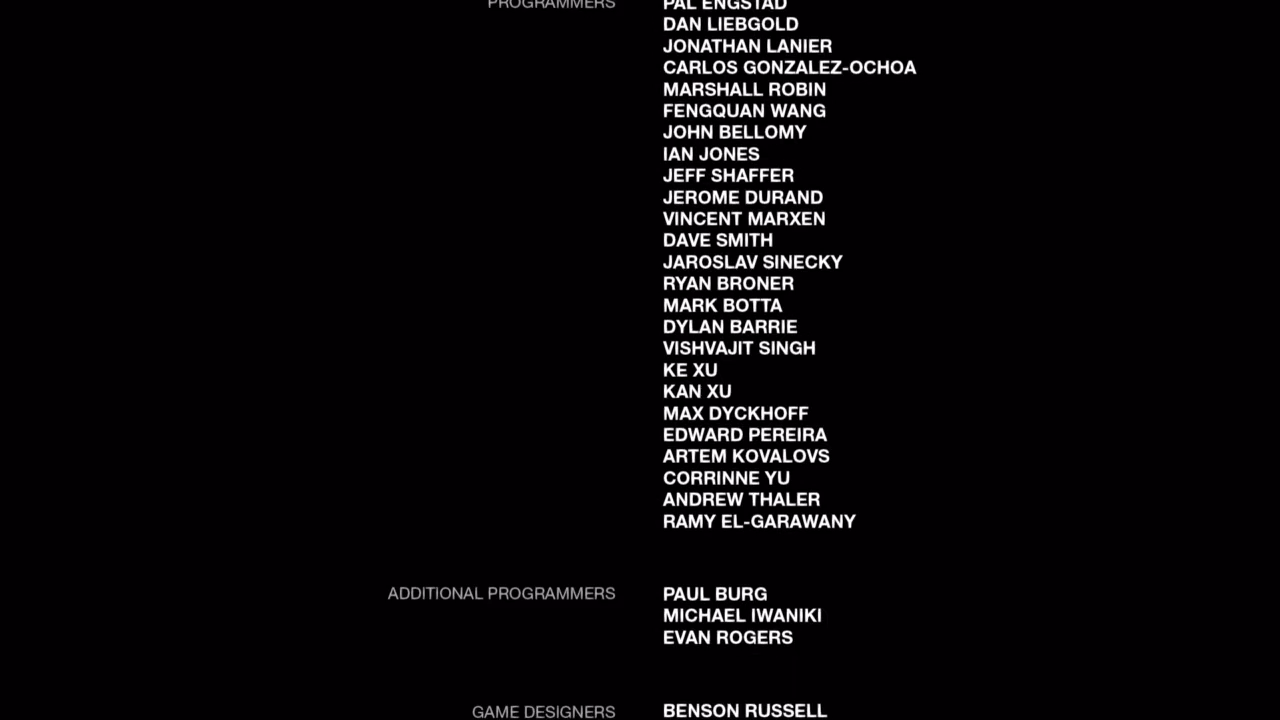 PROGRAMMERS PAL ENGSTAD
DAN LIEBGOLD
JONATHAN LANIER
CARLOS GONZALEZ-OCHOA
MARSHALL ROBIN
FENGQUAN WANG
JOHN BELLOMY
IAN JONES
JEFF SHAFFER
JEROME DURAND
VINCENT MARXEN
DAVE SMITH
JAROSLAV SINECKY
RYAN BRONER
MARK BOTTA
DYLAN BARRIE
VISHVAJIT SINGH
KE XU
KAN XU
MAX DYCKHOFF
EDWARD PEREIRA
ARTEM KOVALOVS
CORRINNE YU
ANDREW THALER
RAMY EL-GARAWANY
ADDITIONAL PROGRAMMERS PAUL BURG
MICHAEL IWANIKI
EVAN ROGERS
GAME DESIGNERS BENSON RUSSELL